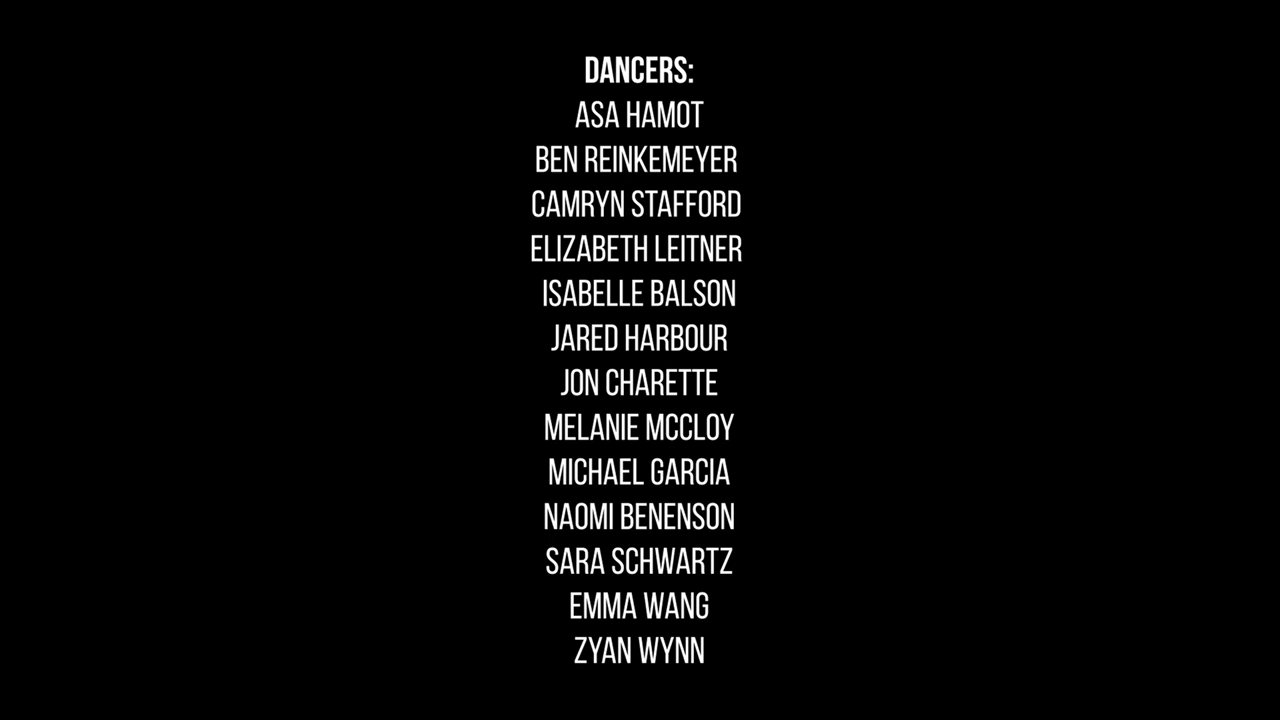 DANCERS:
ASA HAMOT
BEN REINKEMEYER
CAMRYN STAFFORD
ELIZABETH LEITNER
ISABELLE BALSON
JARED HARBOUR
JON CHARETTE
MELANIE MCCLOY
MICHAEL GARCIA
NAOMI BENENSON
SARA SCHWARTZ
EMMA WANG
ZYAN WYNN